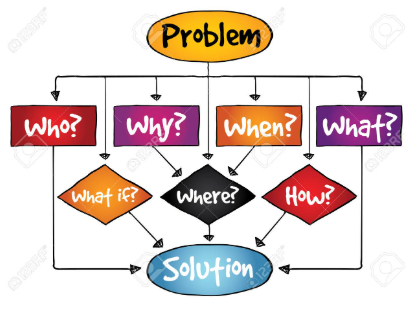 Problem
Who?
Why?
When?
What?
What if?
Where?
How?
Solution